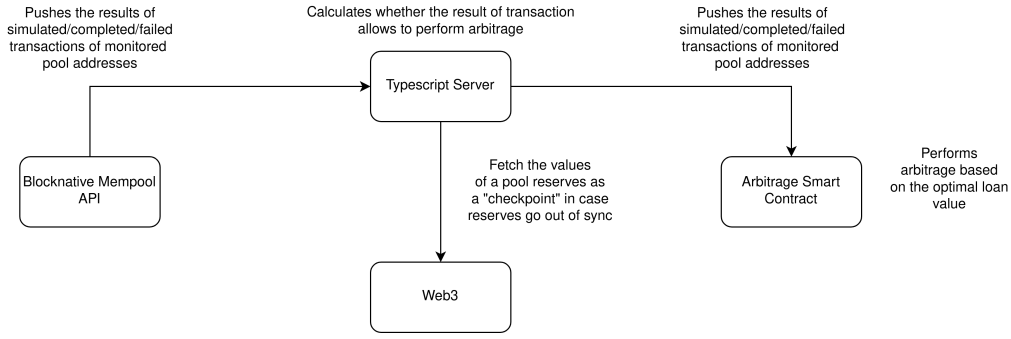 Pushes the results of
simulated/completed/failed
transactions of monitored
pool addresses
Calculates whether the result of transaction
allows to perform arbitrage
Pushes the results of
simulated/completed/failed
transactions of monitored
pool addresses
Typescript Server
Blocknative Mempool
API
Fetch the values
of a pool reserves as
a "checkpoint" in case
reserves go out of sync
Arbitrage Smart
Contract
Performs
arbitrage based
on the optimal loan
value
Web3